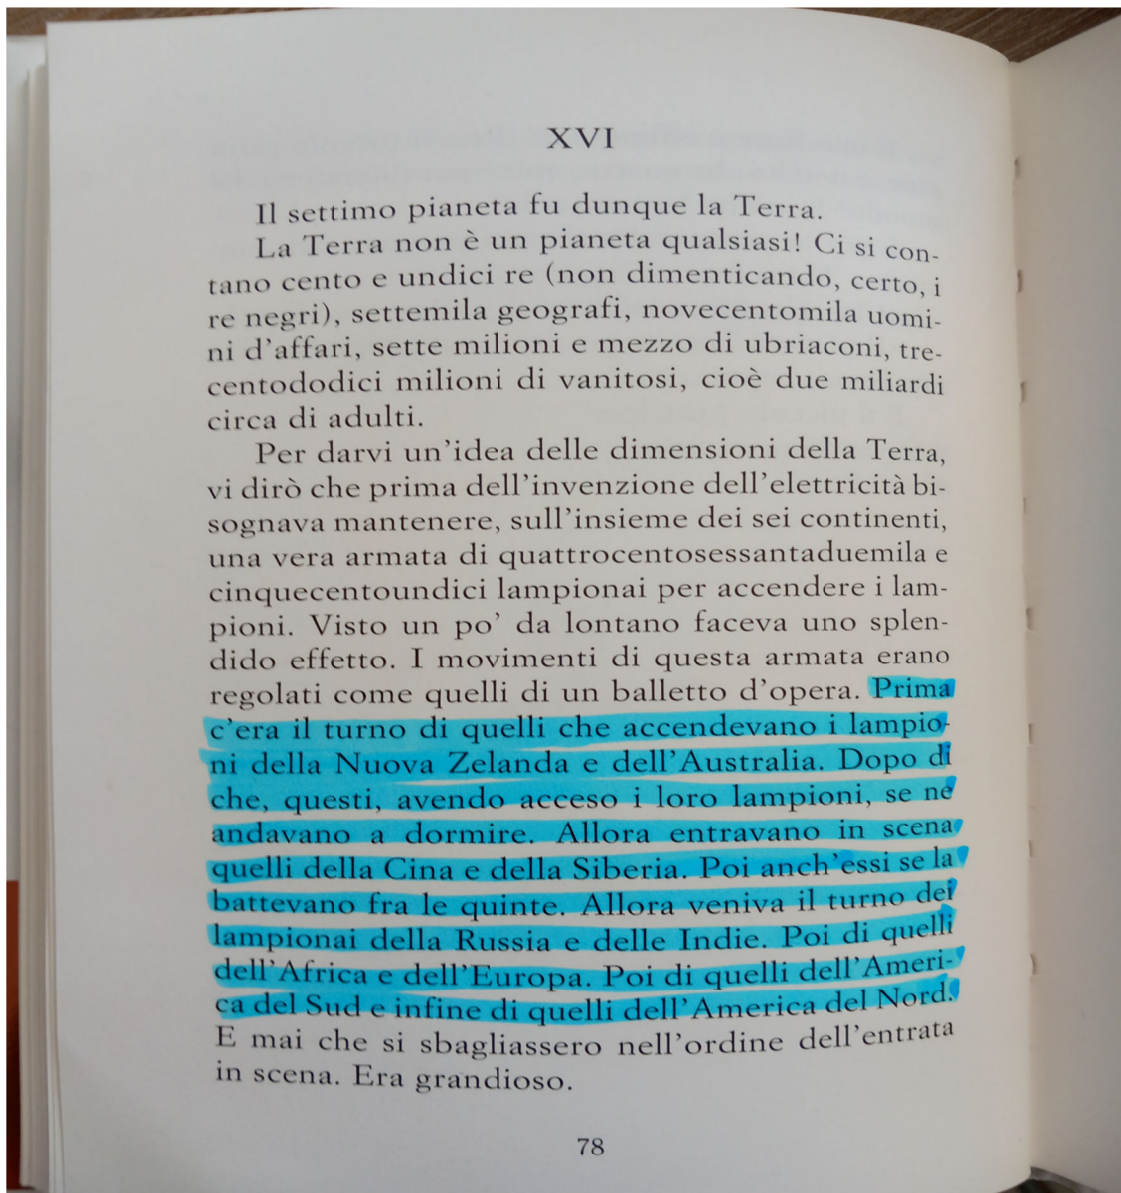 XVI
Il settimo pianeta fu dunque la Terra.
La Terra non è un pianeta qualsiasi! Ci si con-
tano cento e undici re (non dimenticando, certo, i
re negri), settemila geografi, novecentomila uomi-
ni d'affari, sette milioni e mezzo di ubriaconi, tre-
centododici milioni di vanitosi, cioè due miliardi
circa di adulti.
Per darvi un'idea delle dimensioni della Terra,
vi dirò che prima dell'invenzione dell'elettricità bi-
sognava mantenere, sull'insieme dei sei continenti,
una vera armata di quattrocentosessantaduemila e
cinquecentoundici lampionai per accendere i lam-
pioni. Visto un po' da lontano faceva uno splen-
dido effetto. I movimenti di questa armata erano
regolati come quelli di un balletto d'opera. Prima
c'era il turno di quelli che accendevano i lampio-
ni della Nuova Zelanda e dell'Australia. Dopo di
che, questi, avendo acceso i loro lampioni, se ne
andavano a dormire. Allora entravano in scena
quelli della Cina e della Siberia. Poi anch'essi se la
battevano fra le quinte. Allora veniva il turno dei
lampionai della Russia e delle Indie. Poi di quelli
dell'Africa e dell'Europa. Poi di quelli dell'Ameri-
ca del Sud e infine di quelli dell'America del Nord.
E mai che si sbagliassero nell'ordine dell'entrata
in scena. Era grandioso.
78